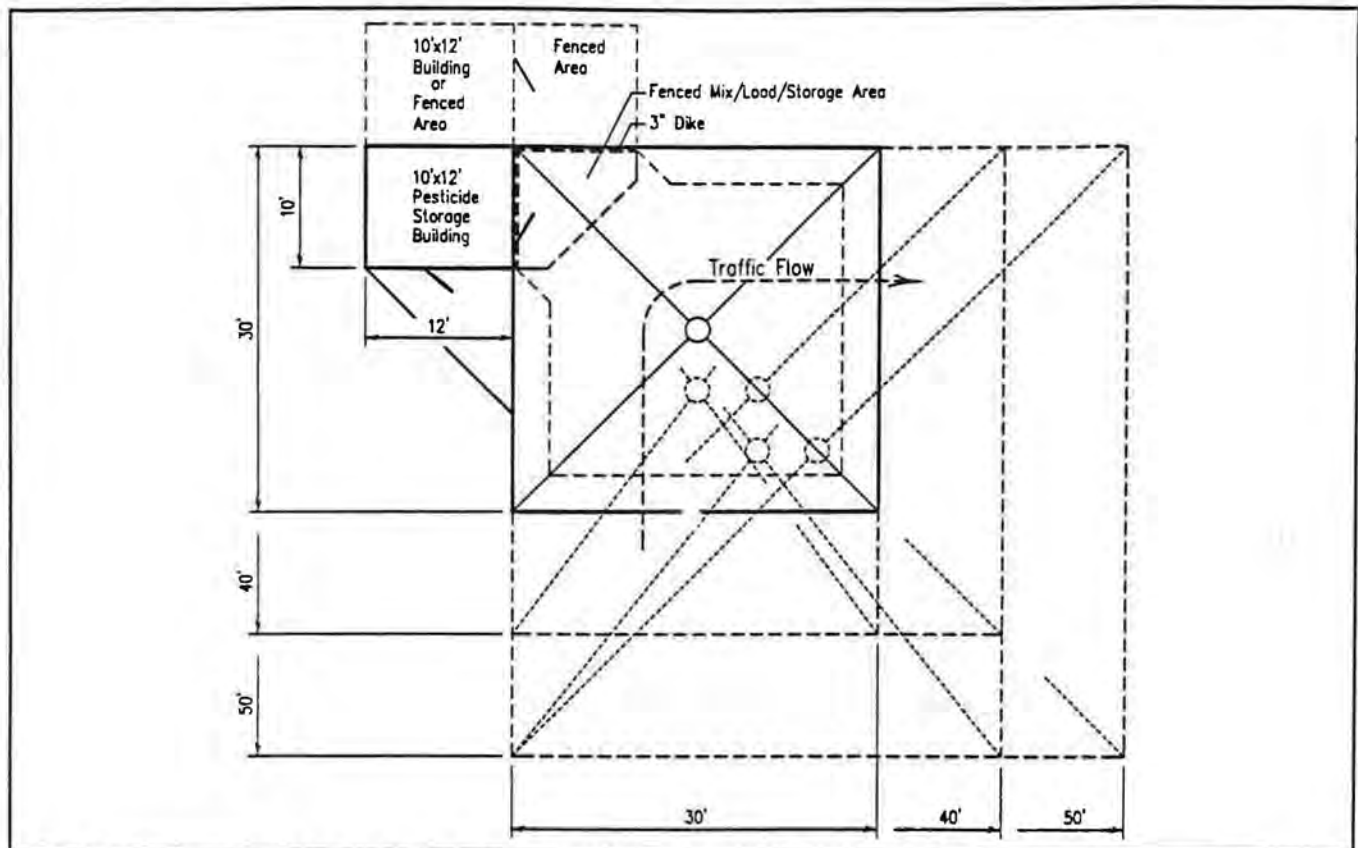 10'x12'
Building
or
Fenced
Area
Fenced
Area
Fenced Mix/Load/Storage Area
3" Dike
10'x12'
Pesticide
Storage
Building
10'
30'
12'
Traffic Flow
40'
50'
30'
40'
50'